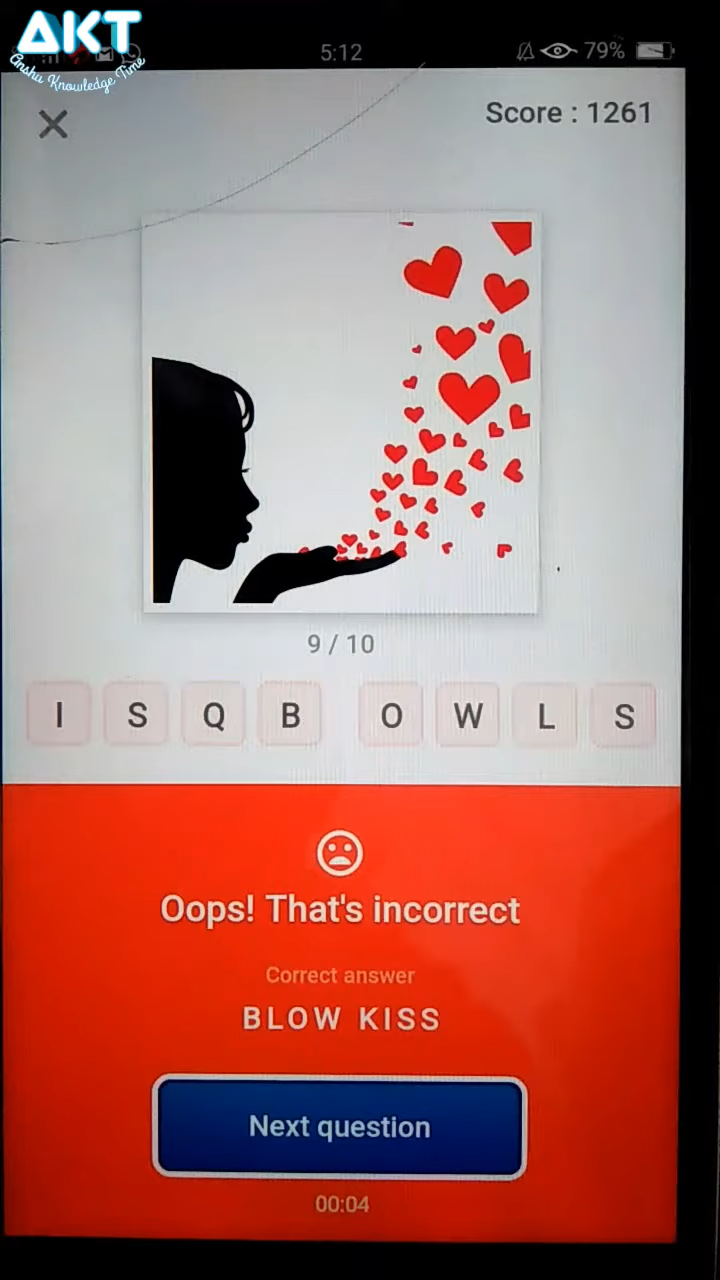 AKT
Anshu Knowledge Time
5:12
79%
Score : 1261
9 / 10
I S Q B O W L S
Oops! That's incorrect
Correct answer
BLOW KISS
Next question
00:04